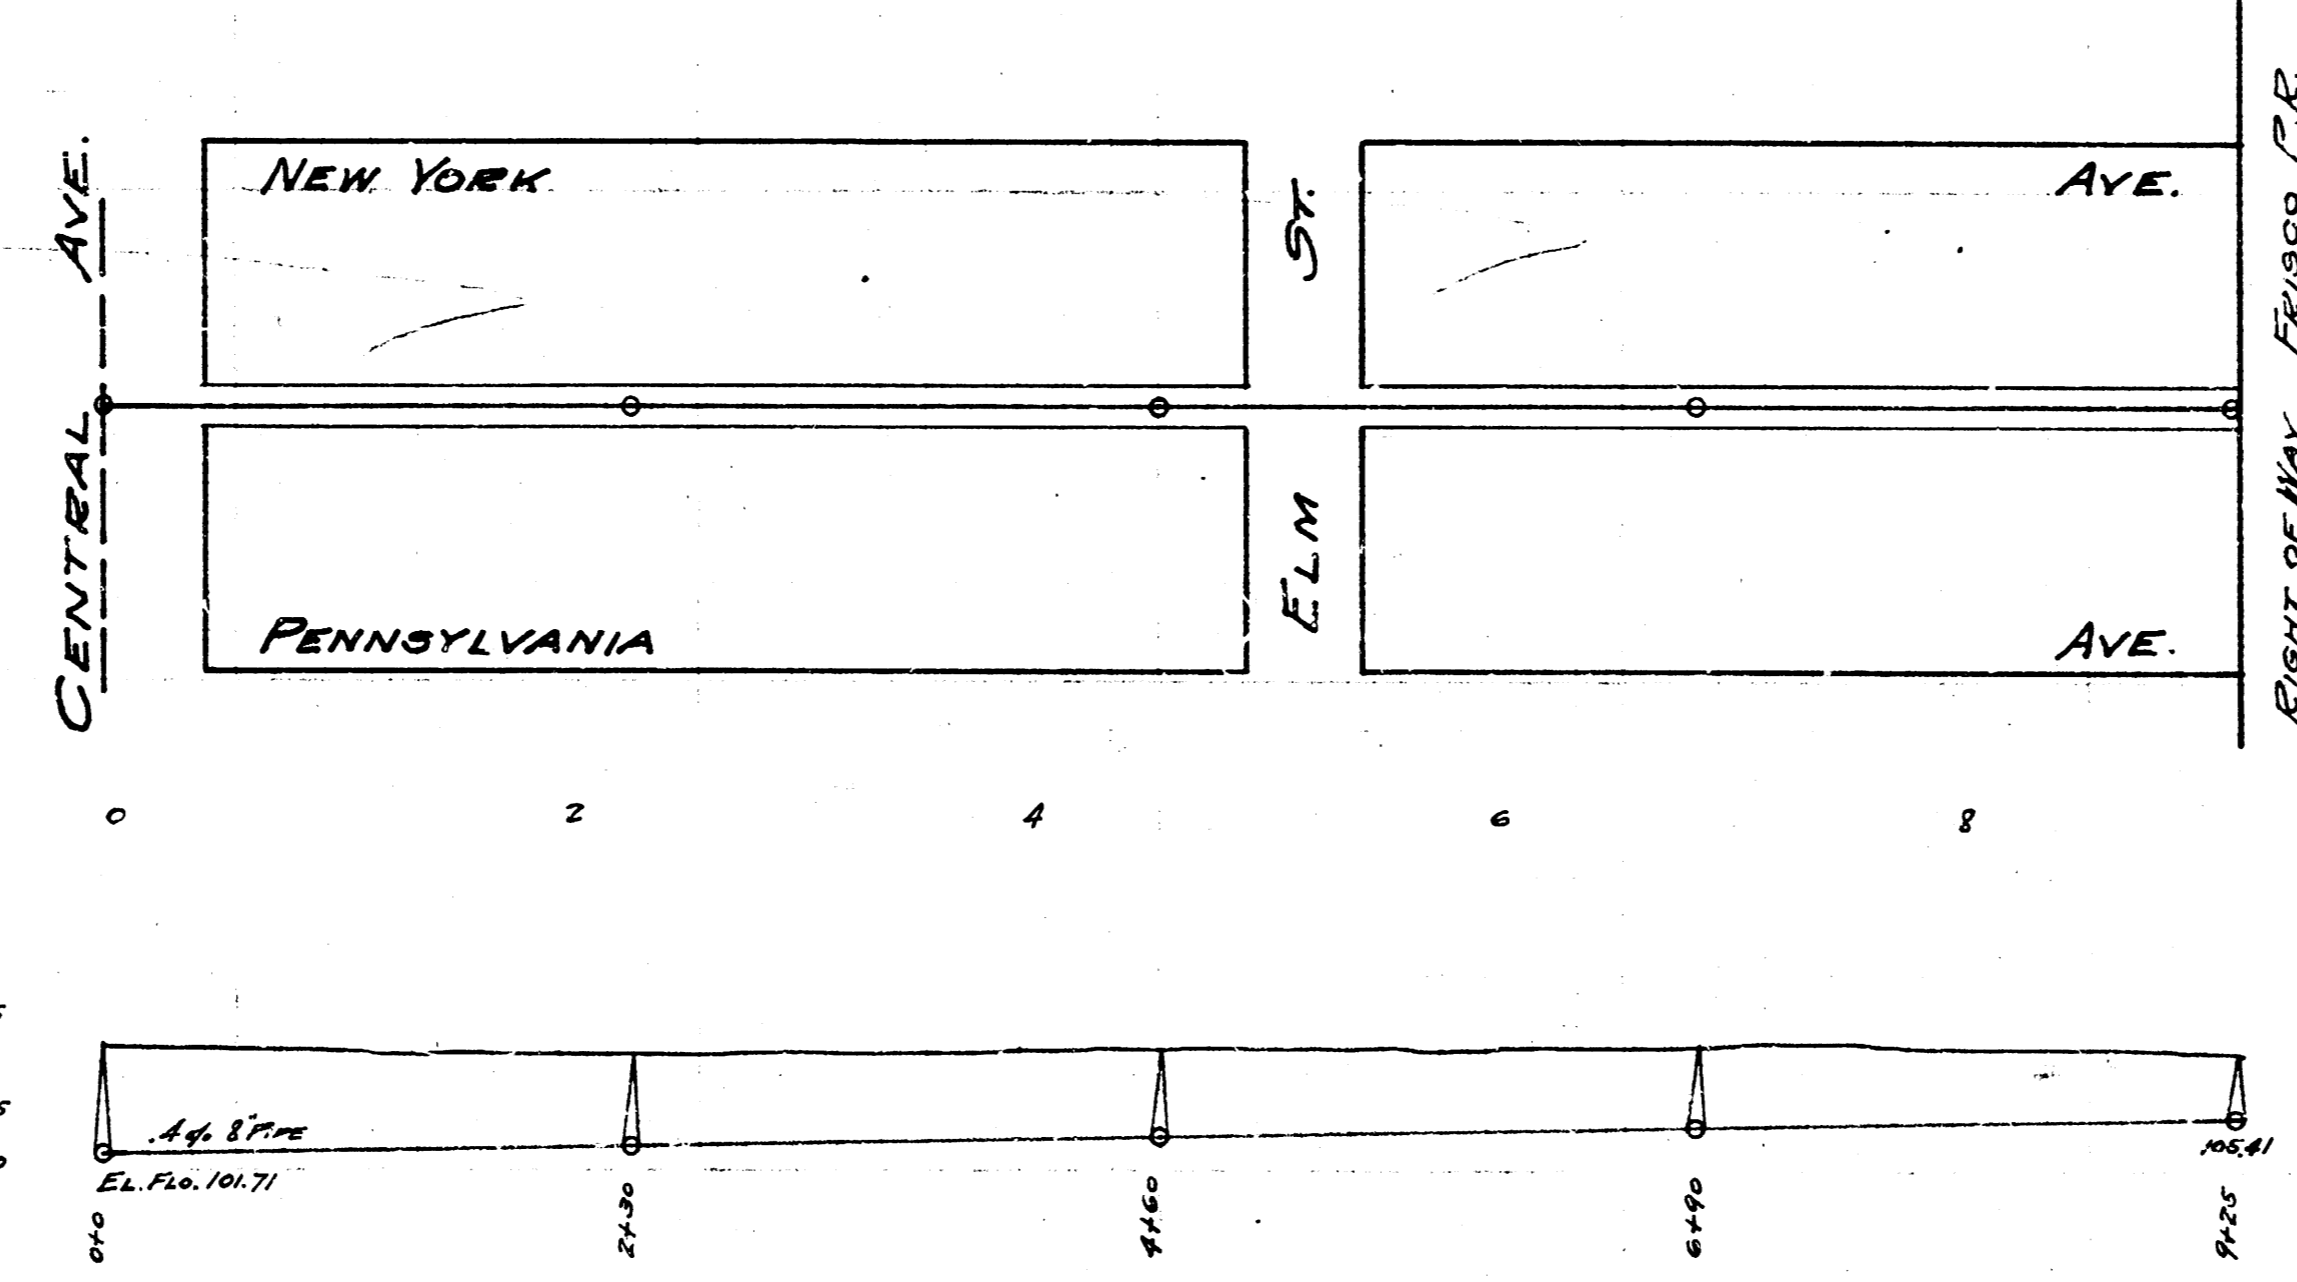 NEW YORK AVE.
CENTRAL AVE.
ELM ST.
RIGHT OF WAY FRISCO R.R.
PENNSYLVANIA AVE.
0 2 4 6 8
.4% 8" PIPE
EL. FLO. 101.71
105.41
0+0 2+30 4+60 6+90 9+25